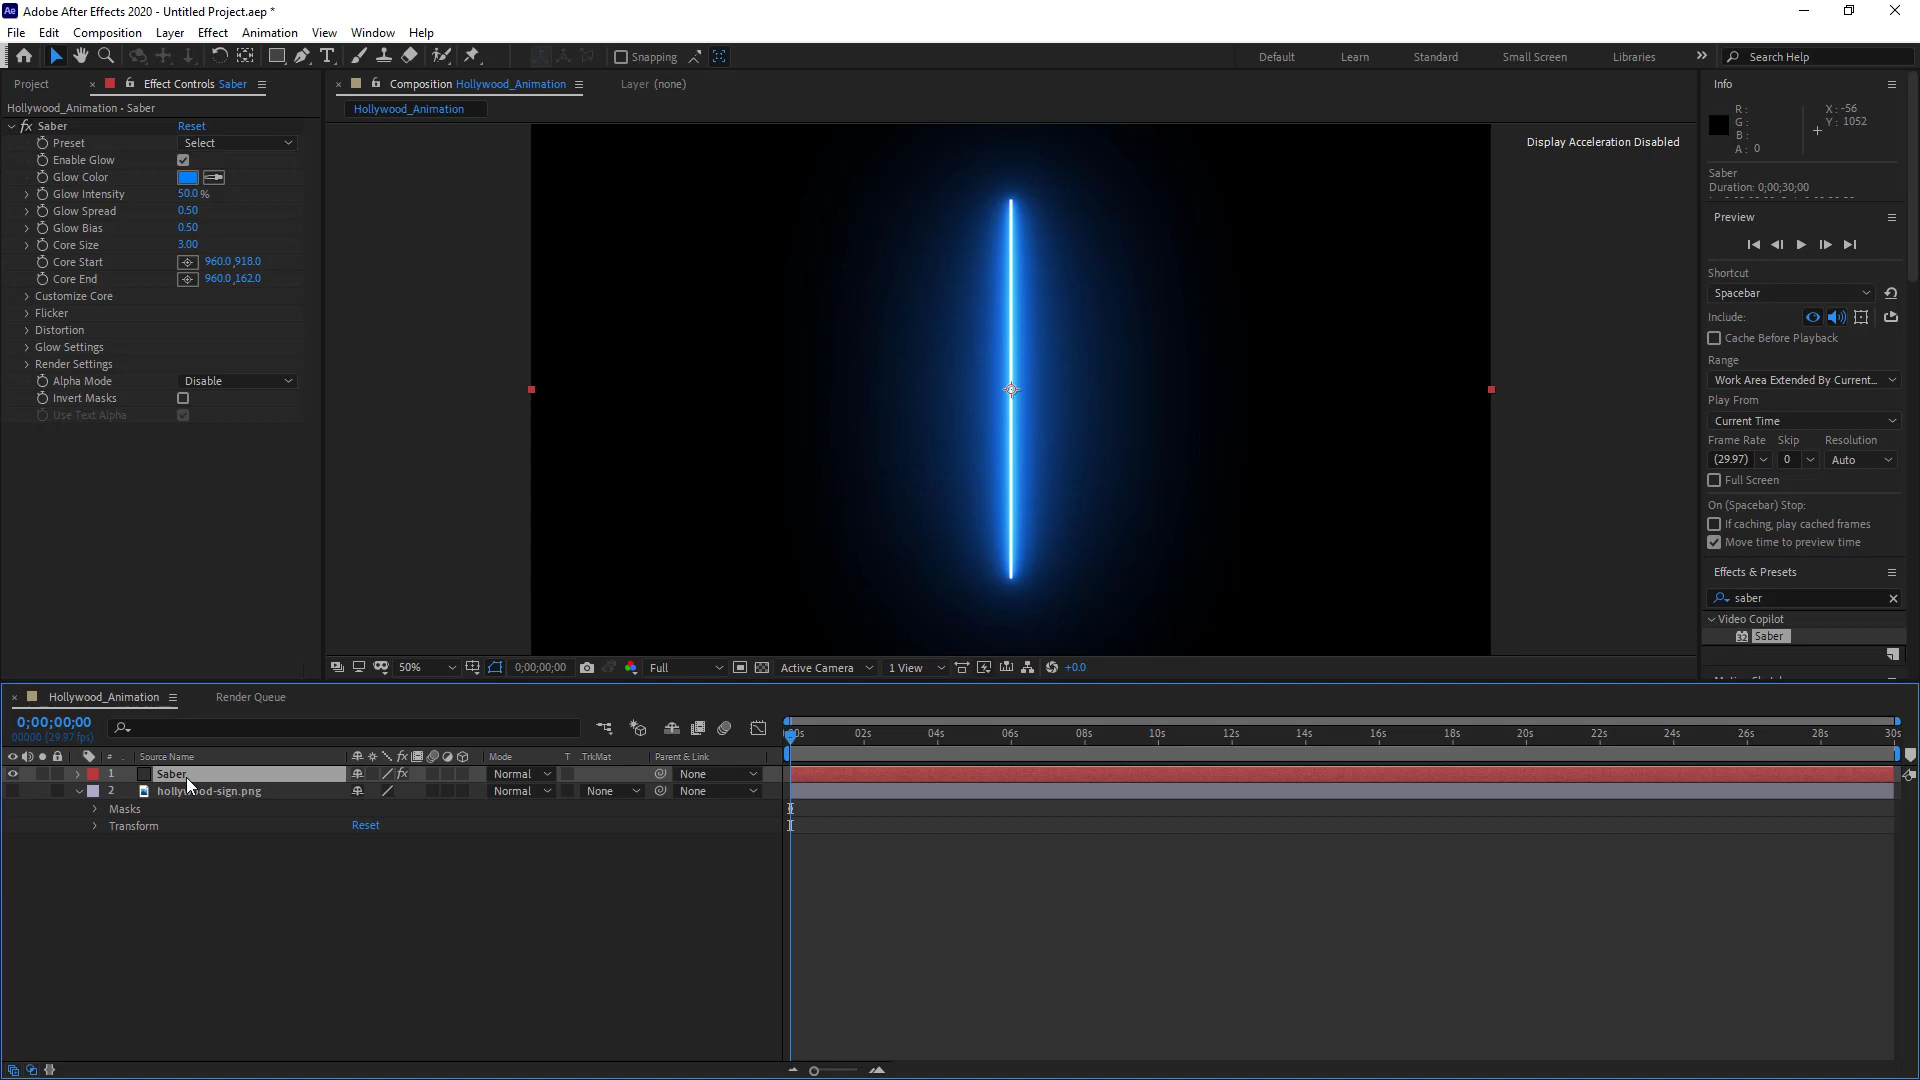 Ae Adobe After Effects 2020 - Untitled Project.aep *
File Edit Composition Layer Effect Animation View Window Help
Snapping
Default Learn Standard Small Screen Libraries Search Help
Project Effect Controls Saber
Hollywood_Animation • Saber
fx Saber Reset
Preset Select
Enable Glow
Glow Color
Glow Intensity 50.0 %
Glow Spread 0.50
Glow Bias 0.50
Core Size 3.00
Core Start 960.0,918.0
Core End 960.0,162.0
Customize Core
Flicker
Distortion
Glow Settings
Render Settings
Alpha Mode Disable
Invert Masks
Use Text Alpha
Composition Hollywood_Animation
Layer (none)
Hollywood_Animation
Display Acceleration Disabled
50% 0;00;00;00 Full Active Camera 1 View +0.0
Info
R :
G :
B :
A : 0
X : -56
Y : 1052
Saber
Duration: 0;00;30;00
Preview
Shortcut
Spacebar
Include:
Cache Before Playback
Range
Work Area Extended By Current...
Play From
Current Time
Frame Rate Skip Resolution
(29.97) 0 Auto
Full Screen
On (Spacebar) Stop:
If caching, play cached frames
Move time to preview time
Effects & Presets
saber
Video Copilot
32 Saber
Hollywood_Animation Render Queue
0;00;00;00
00000 (29.97 fps)
# Source Name fx Mode T .TrkMat Parent & Link
1 Saber fx Normal None
2 hollywood-sign.png Normal None None
Masks
Transform Reset
00s 02s 04s 06s 08s 10s 12s 14s 16s 18s 20s 22s 24s 26s 28s 30s